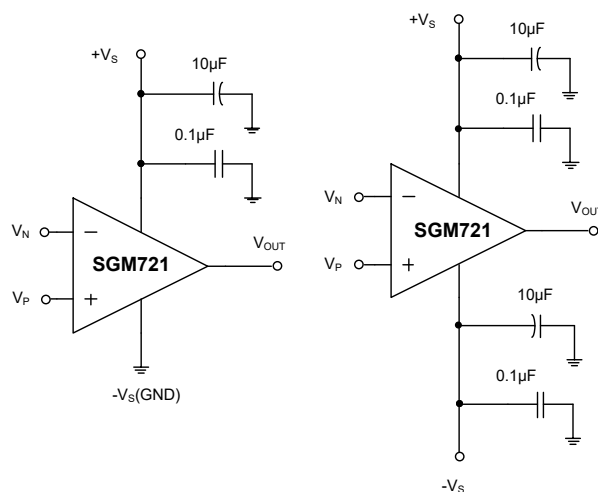 +VS
10µF
0.1µF
VN
VP
−
+
SGM721
VOUT
-VS(GND)
+VS
10µF
0.1µF
VN
VP
−
+
SGM721
VOU
10µF
0.1µF
-VS